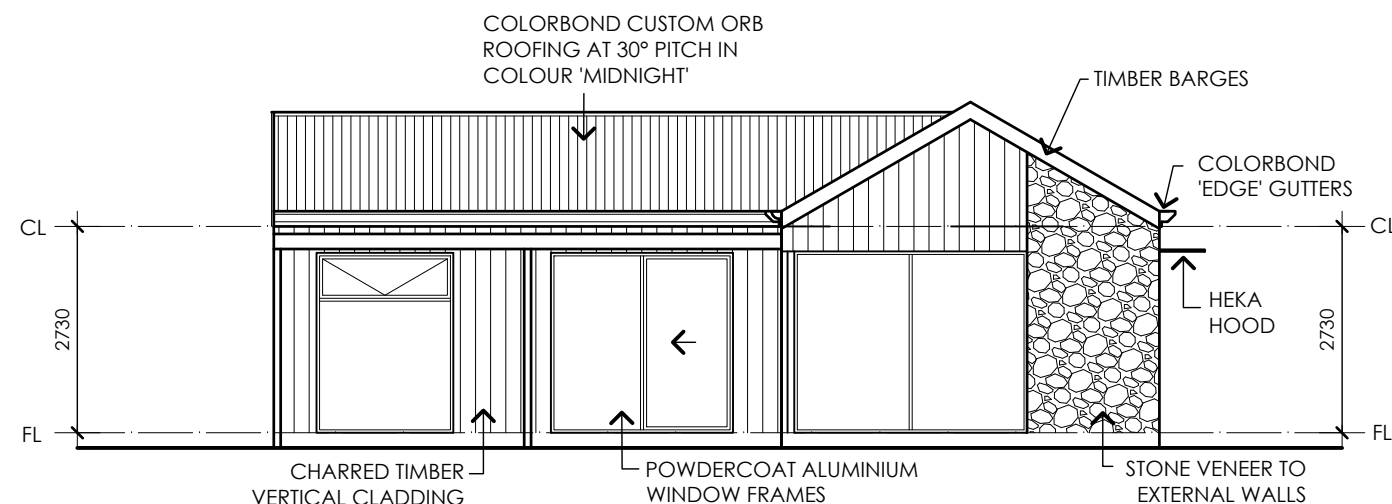 COLORBOND CUSTOM ORB
ROOFING AT 30° PITCH IN
COLOUR 'MIDNIGHT'
TIMBER BARGES
COLORBOND
'EDGE' GUTTERS
CL
CL
2730
HEKA
HOOD
2730
FL
FL
CHARRED TIMBER
VERTICAL CLADDING
POWDERCOAT ALUMINIUM
WINDOW FRAMES
STONE VENEER TO
EXTERNAL WALLS